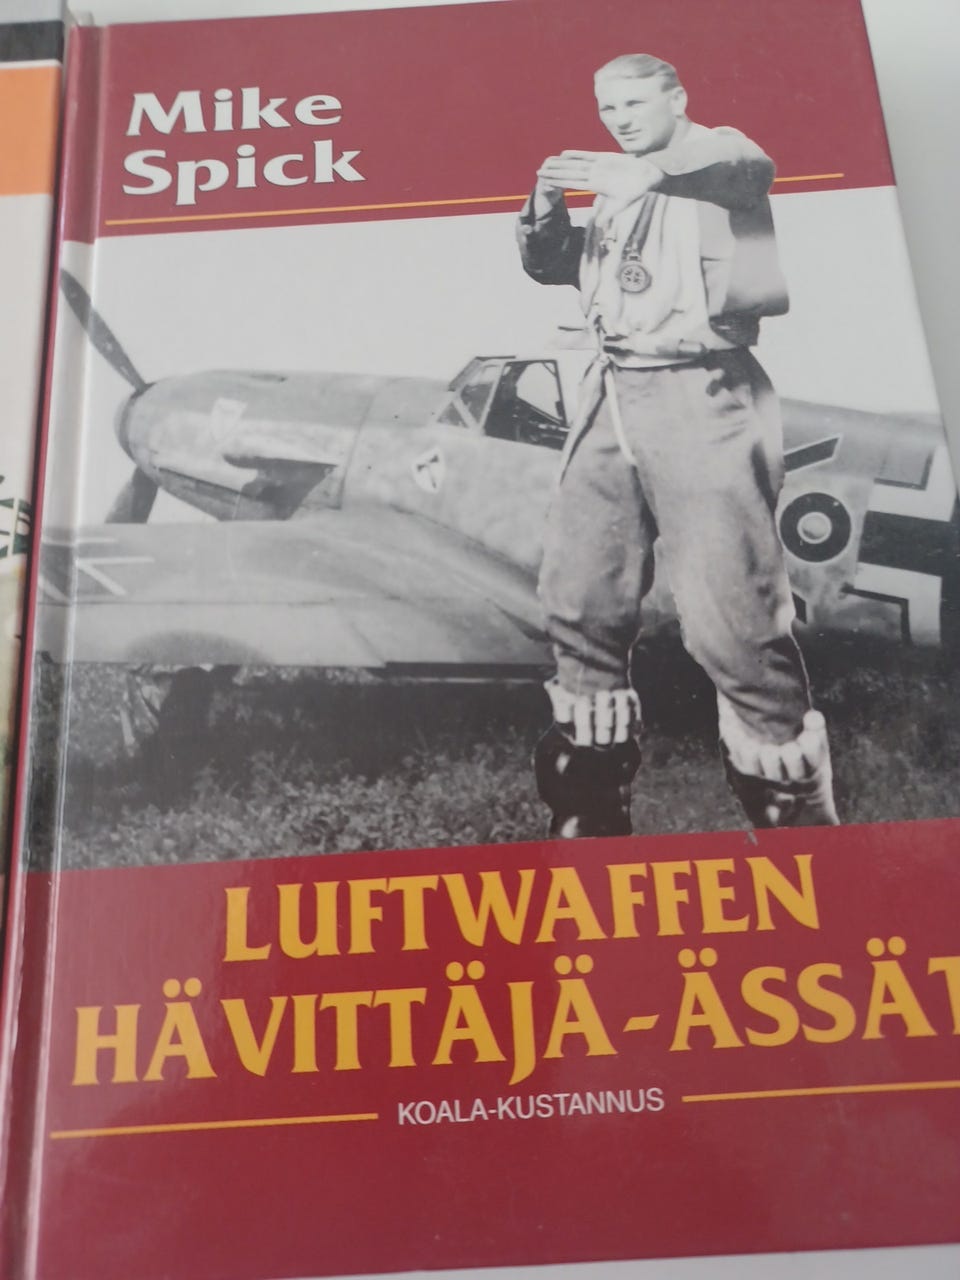 Mike
Spick
LUFTWAFFEN
HÄVITTÄJÄ-ÄSSÄT
KOALA-KUSTANNUS